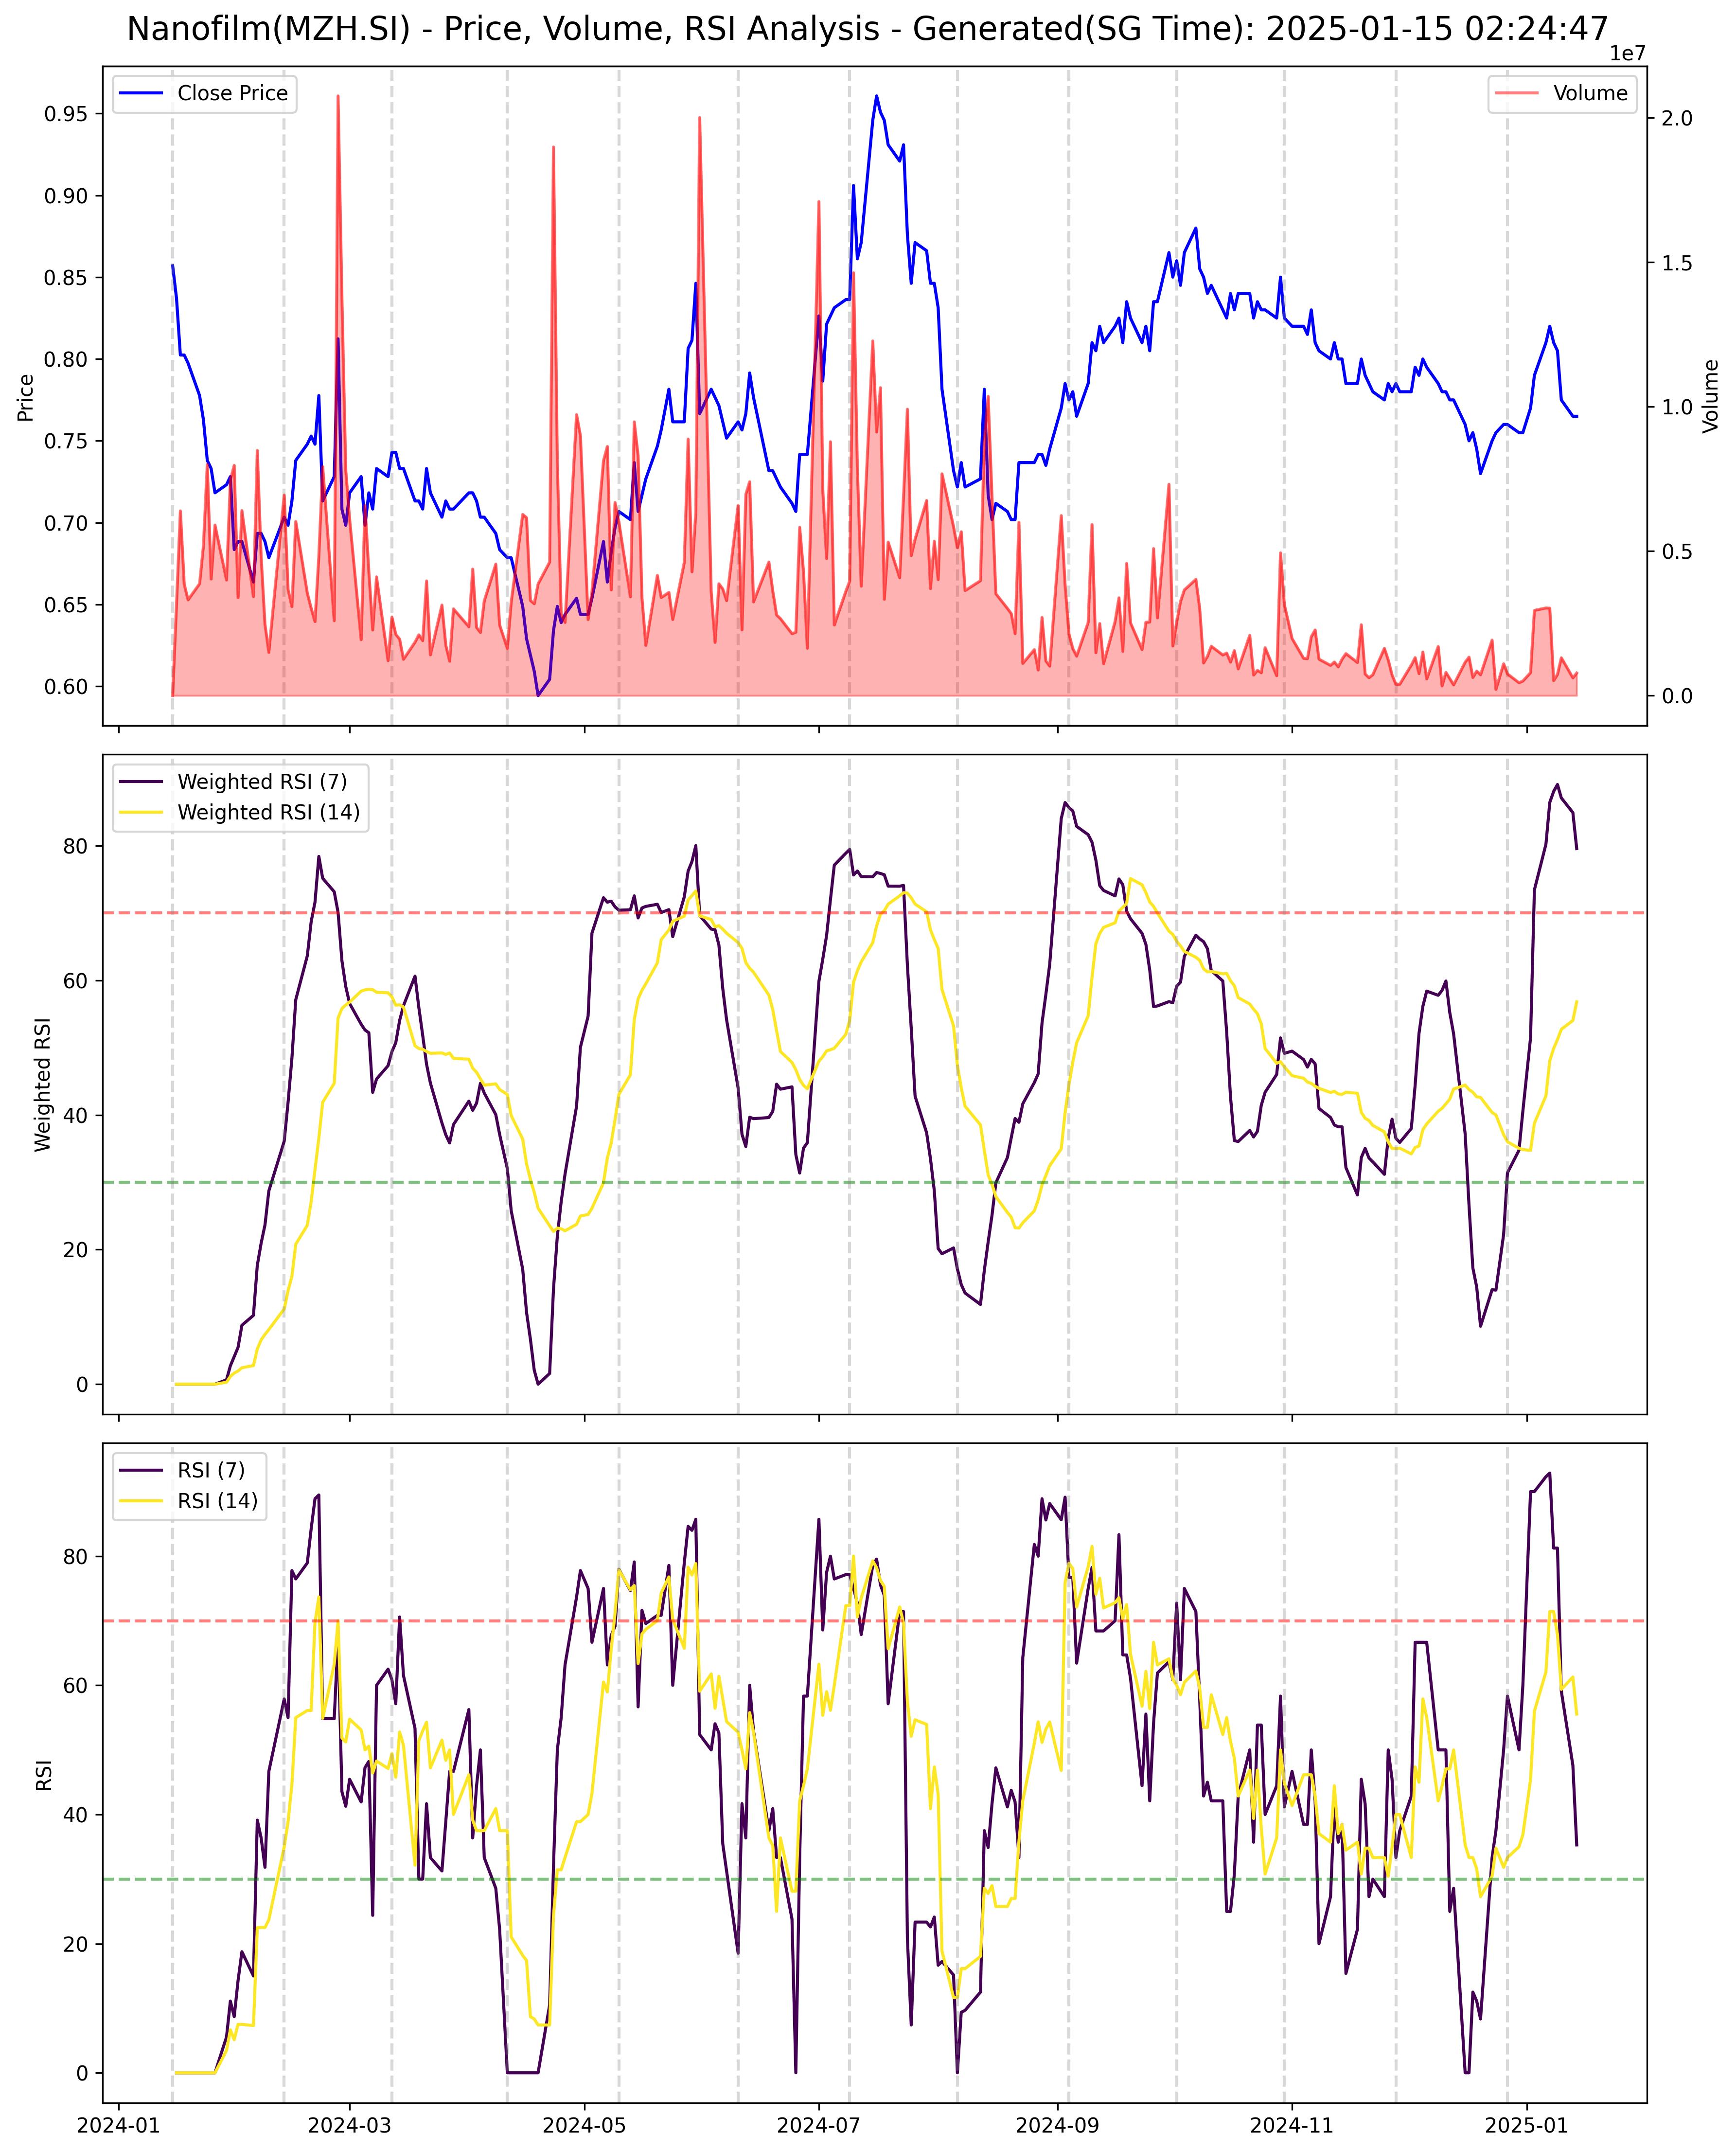 Nanofilm(MZH.SI) - Price, Volume, RSI Analysis - Generated(SG Time): 2025-01-15 02:24:47
1e7
Close Price
Volume
0.95
0.90
0.85
0.80
0.75
0.70
0.65
0.60
Price
2.0
1.5
1.0
0.5
0.0
Volume
Weighted RSI (7)
Weighted RSI (14)
80
60
40
20
0
Weighted RSI
RSI (7)
RSI (14)
80
60
40
20
0
RSI
2024-01
2024-03
2024-05
2024-07
2024-09
2024-11
2025-01